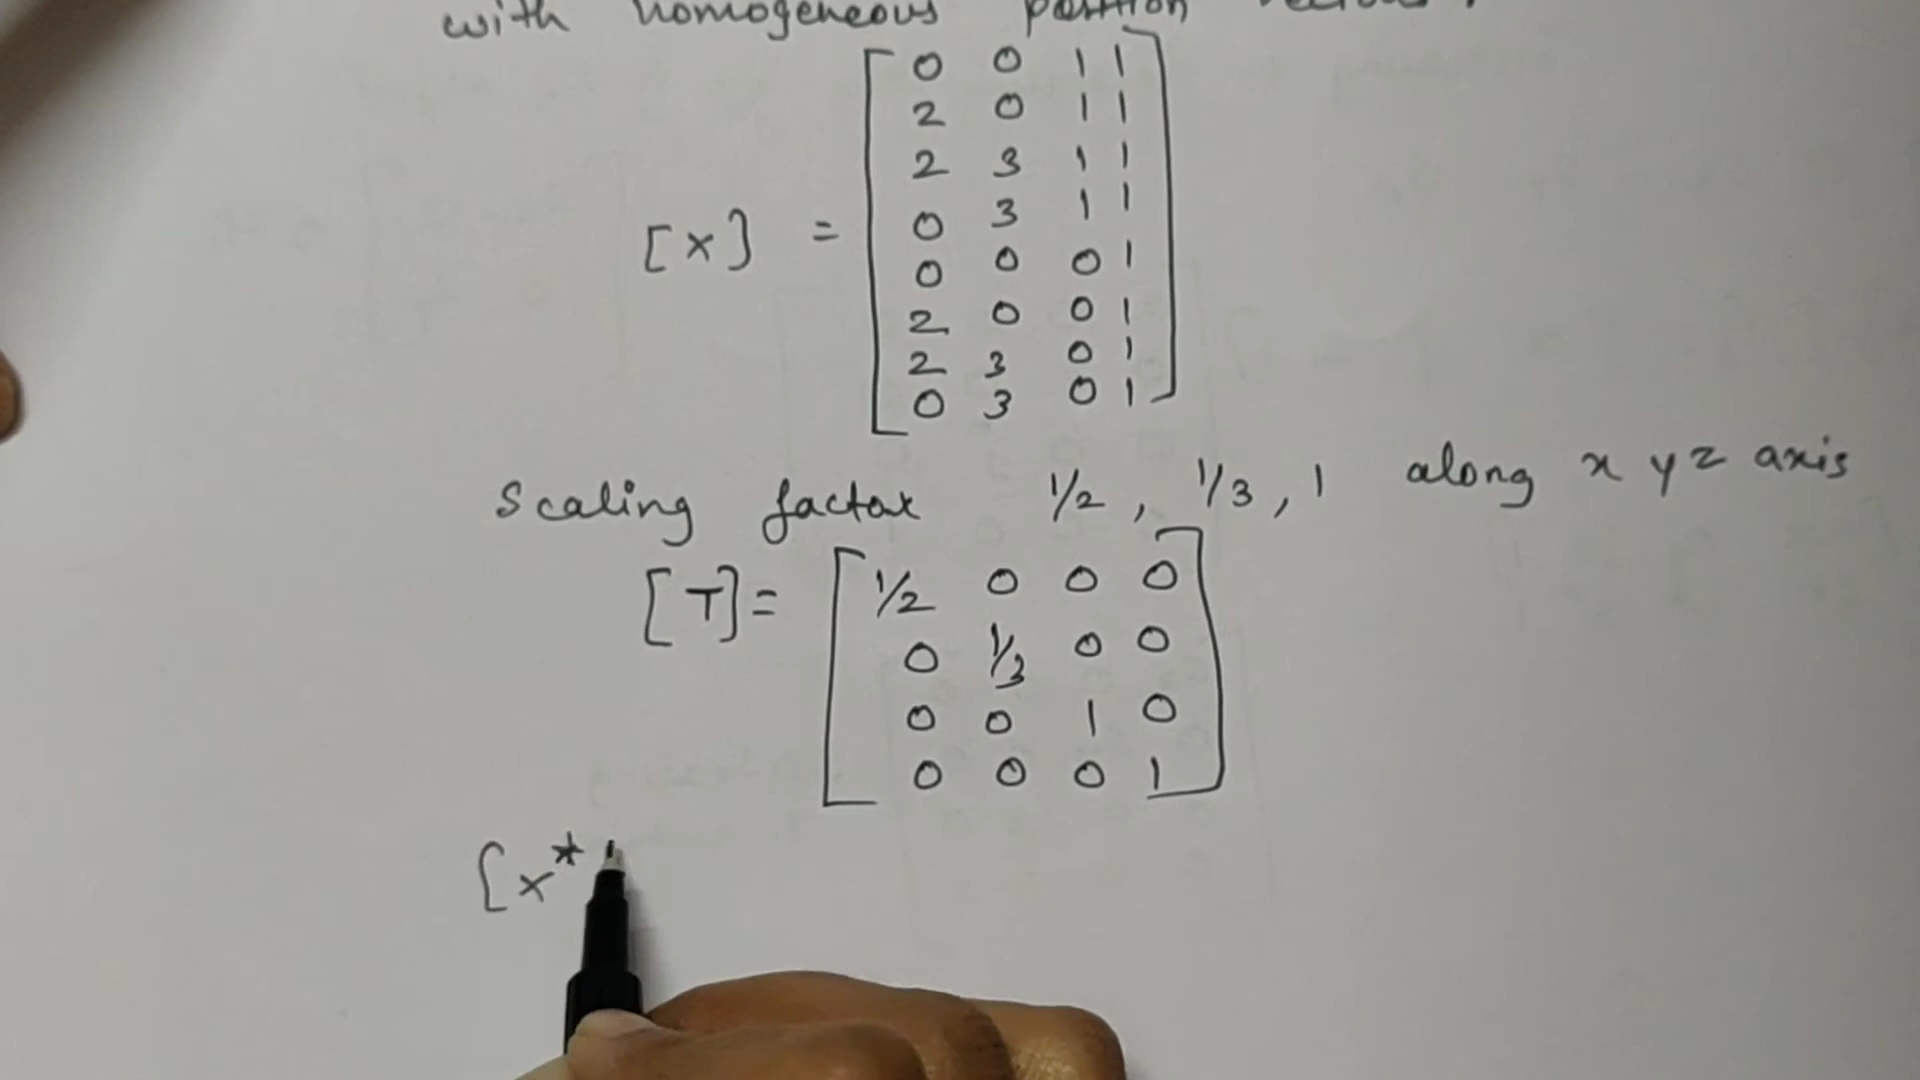 with homogeneous position vectors.
[X] =
0 0 1 1
2 0 1 1
2 3 1 1
0 3 1 1
0 0 0 1
2 0 0 1
2 3 0 1
0 3 0 1
Scaling factor 1/2, 1/3, 1 along x y z axis
[T] =
1/2 0 0 0
0 1/3 0 0
0 0 1 0
0 0 0 1
[x*